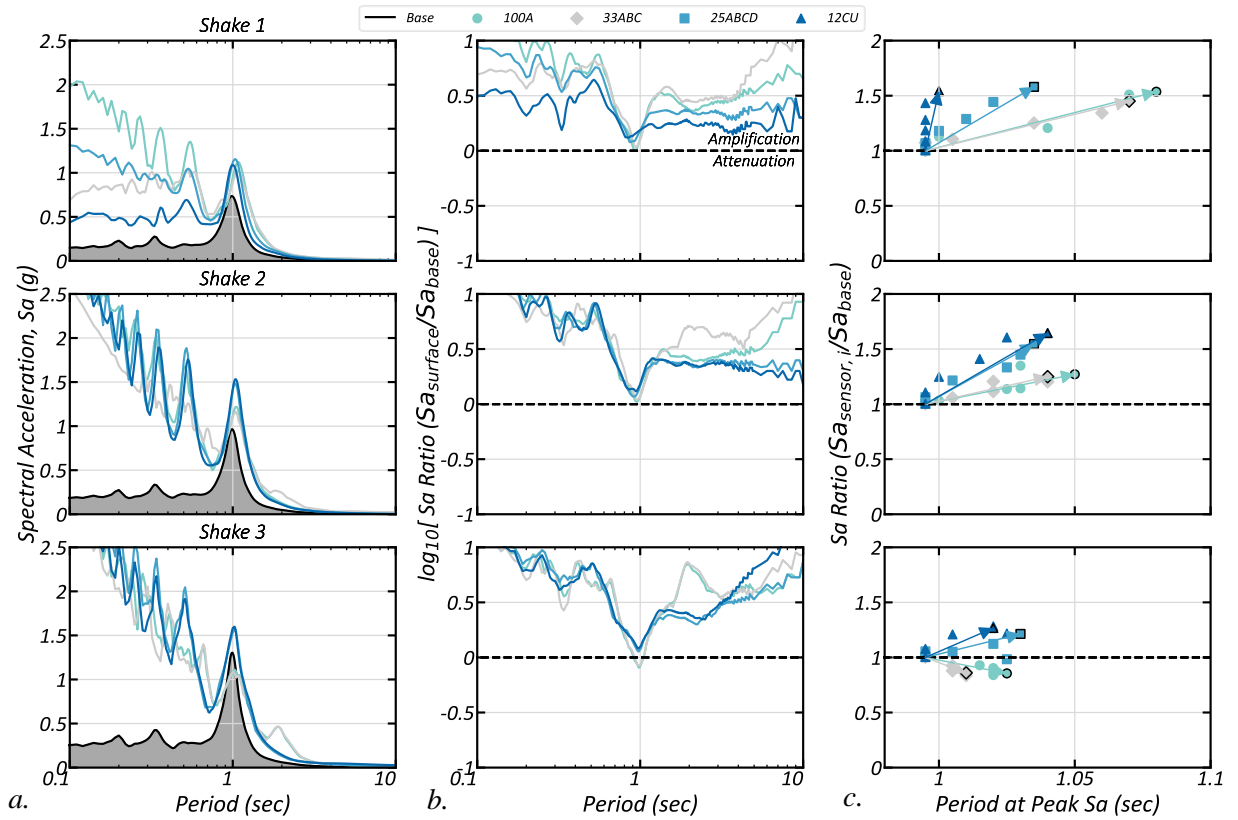 Base 100A 33ABC 25ABCD 12CU
Shake 1
2.5
2
1.5
1
0.5
0
Shake 2
2.5
2
1.5
1
0.5
0
Shake 3
2.5
2
1.5
1
0.5
0
0.1 1 10
Spectral Acceleration, Sa (g)
Period (sec)
a.
1
0.5
0
-0.5
-1
Amplification
Attenuation
1
0.5
0
-0.5
-1
1
0.5
0
-0.5
-1
0.1 1 10
log10[ Sa Ratio (Sasurface/Sabase) ]
Period (sec)
b.
2
1.5
1
0.5
0
2
1.5
1
0.5
0
2
1.5
1
0.5
0
1 1.05 1.1
Sa Ratio (Sasensor, i/Sabase)
Period at Peak Sa (sec)
c.